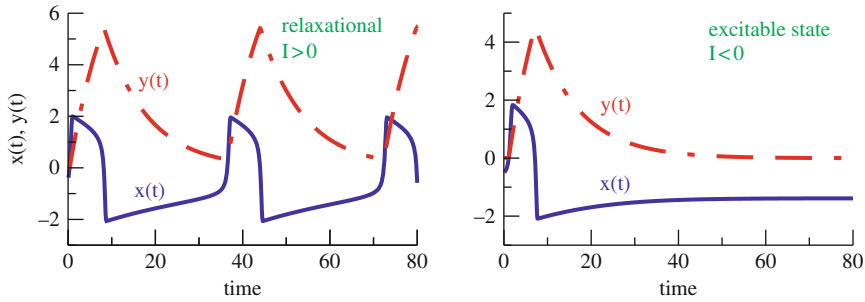 6
4
2
0
−2
x(t), y(t)
relaxational
I>0
y(t)
x(t)
0
20
40
60
80
time
4
2
0
−2
excitable state
I<0
y(t)
x(t)
0
20
40
60
80
time